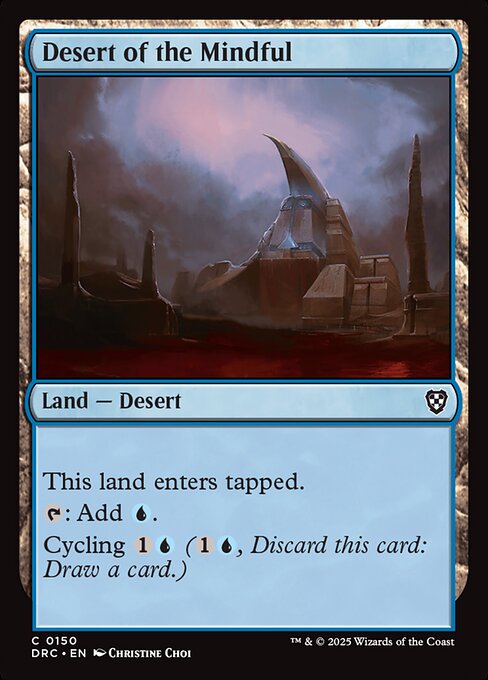 Desert of the Mindful
Land — Desert
This land enters tapped.
: Add .
Cycling 1 (1, Discard this card:
Draw a card.)
C 0150
DRC • EN Christine Choi
™ & © 2025 Wizards of the Coast